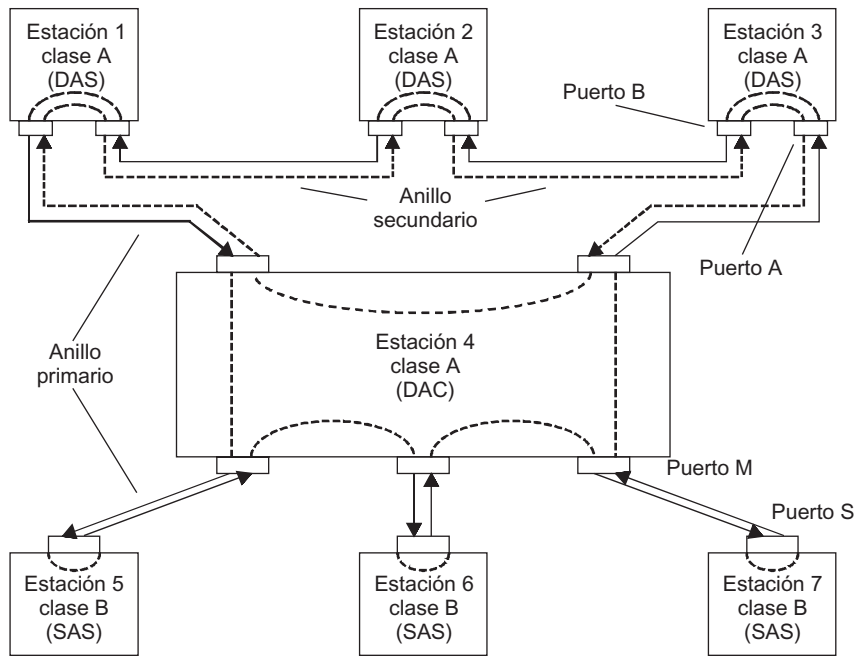 Estación 1
clase A
(DAS)
Estación 2
clase A
(DAS)
Estación 3
clase A
(DAS)
Puerto B
Anillo
secundario
Puerto A
Estación 4
clase A
(DAC)
Anillo
primario
Puerto M
Puerto S
Estación 5
clase B
(SAS)
Estación 6
clase B
(SAS)
Estación 7
clase B
(SAS)